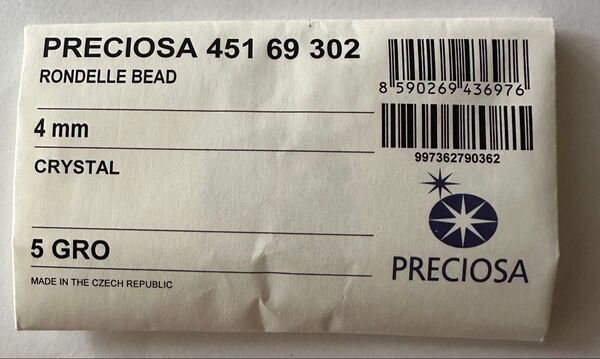 PRECIOSA 451 69 302
RONDELLE BEAD
4 mm
CRYSTAL
5 GRO
MADE IN THE CZECH REPUBLIC
8 590269 436976
997362790362
PRECIOSA